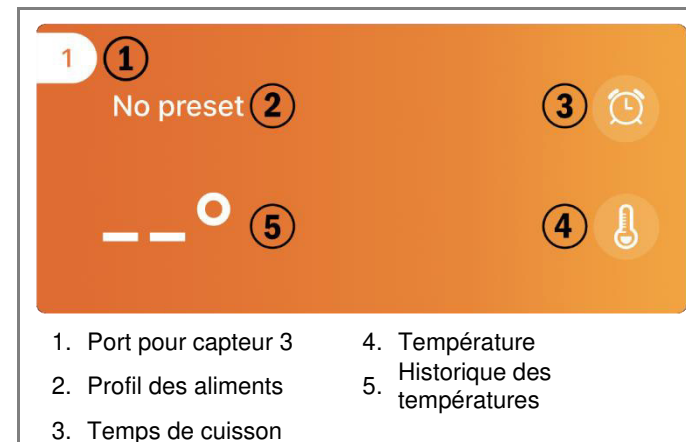 1 1
No preset 2
3
_ _° 5
4
1. Port pour capteur 3
2. Profil des aliments
3. Temps de cuisson
4. Température
5. Historique des
températures